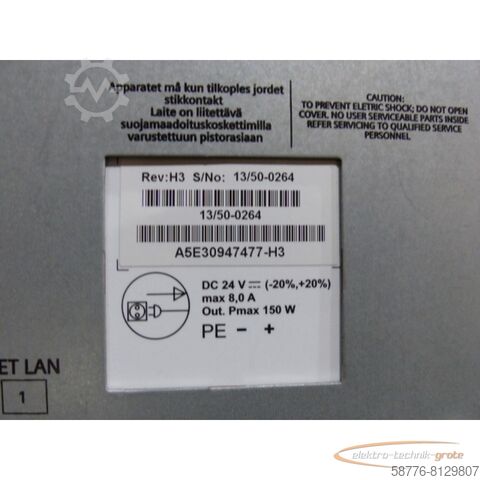 Apparatet må kun tilkoples jordet
stikkontakt
Laite on liitettävä
suojamaadoituskoskettimilla
varustettuun pistorasiaan
CAUTION:
TO PREVENT ELETRIC SHOCK; DO NOT OPEN
COVER. NO USER SERVICEABLE PARTS INSIDE
REFER SERVICING TO QUALIFIED SERVICE
PERSONNEL
Rev:H3 S/No: 13/50-0264
13/50-0264
A5E30947477-H3
DC 24 V (-20%,+20%)
max 8,0 A
Out. Pmax 150 W
PE − +
ET LAN
1
elektro-technik-grote
58776-8129807